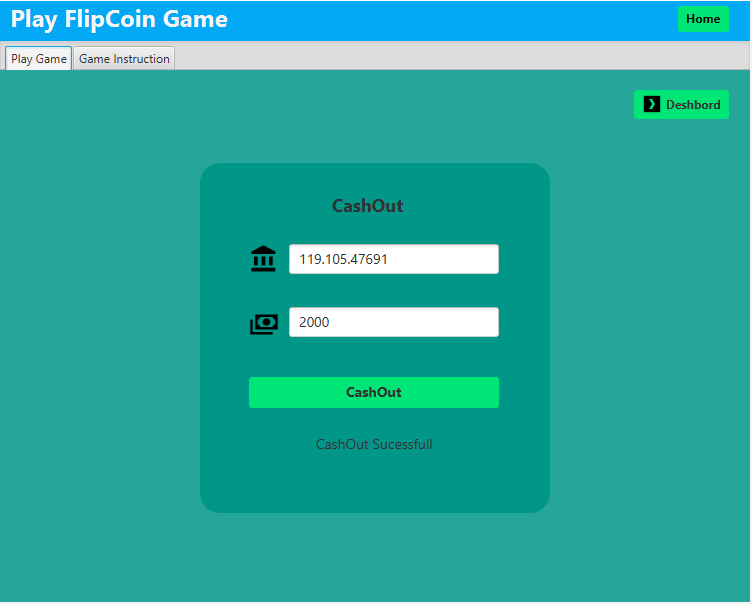 Play FlipCoin Game
Home
Play Game
Game Instruction
Deshbord
CashOut
119.105.47691
2000
CashOut
CashOut Sucessfull